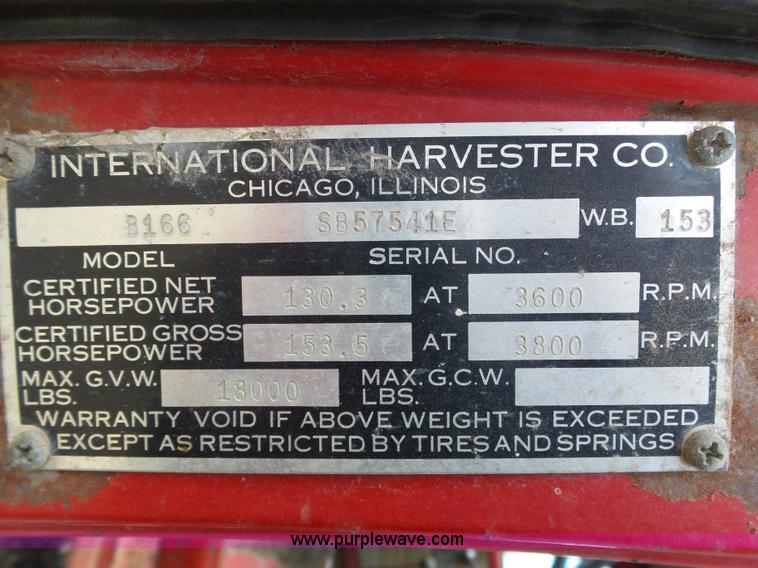 INTERNATIONAL HARVESTER CO.
CHICAGO, ILLINOIS
B166 SB57541E W.B. 153
MODEL SERIAL NO.
CERTIFIED NET HORSEPOWER 130.3 AT 3600 R.P.M.
CERTIFIED GROSS HORSEPOWER 153.5 AT 3800 R.P.M.
MAX. G.V.W. LBS. 18000 MAX. G.C.W. LBS.
WARRANTY VOID IF ABOVE WEIGHT IS EXCEEDED
EXCEPT AS RESTRICTED BY TIRES AND SPRINGS
www.purplewave.com